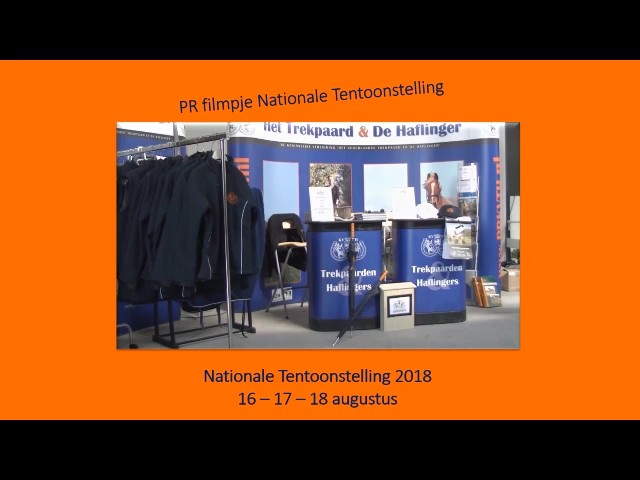 PR filmpje Nationale Tentoonstelling
Het Trekpaard & De Haflinger
Trekpaarden
&
Haflingers
Trekpaarden
&
Haflingers
Nationale Tentoonstelling 2018
16 – 17 – 18 augustus